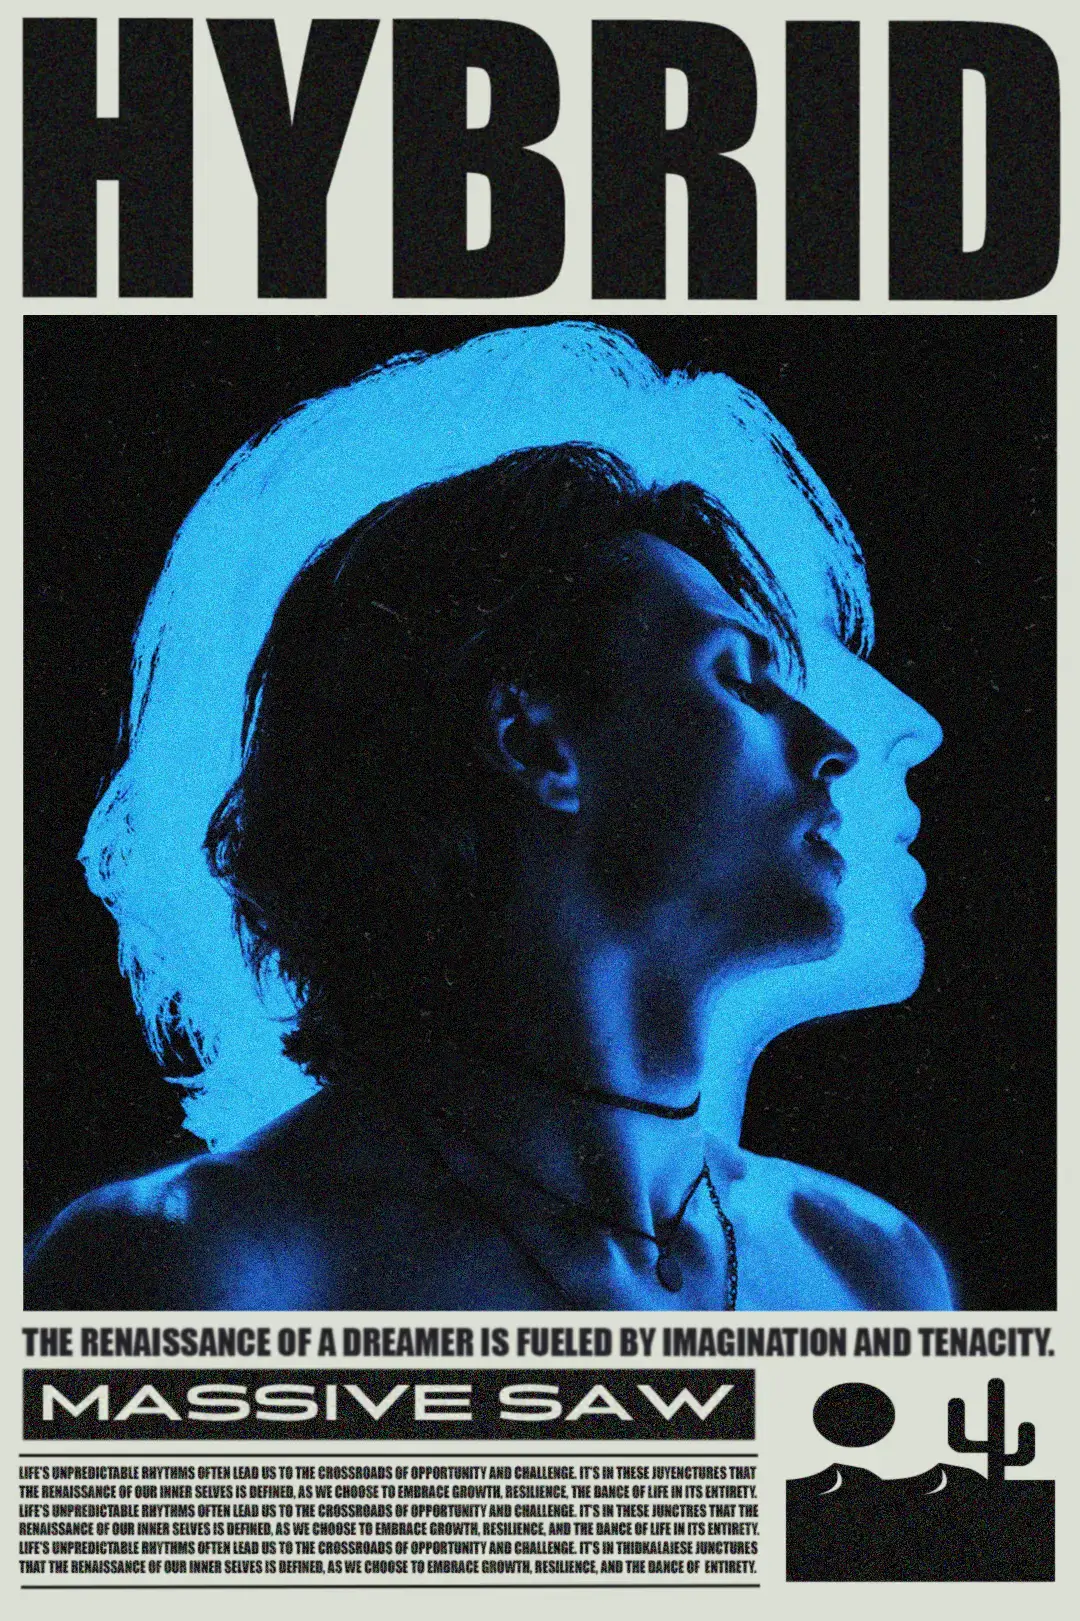 HYBRID
THE RENAISSANCE OF A DREAMER IS FUELED BY IMAGINATION AND TENACITY.
MASSIVE SAW
LIFE'S UNPREDICTABLE RHYTHMS OFTEN LEAD US TO THE CROSSROADS OF OPPORTUNITY AND CHALLENGE. IT'S IN THESE JUYENCTURES THAT
THE RENAISSANCE OF OUR INNER SELVES IS DEFINED, AS WE CHOOSE TO EMBRACE GROWTH, RESILIENCE, THE DANCE OF LIFE IN ITS ENTIRETY.
LIFE'S UNPREDICTABLE RHYTHMS OFTEN LEAD US TO THE CROSSROADS OF OPPORTUNITY AND CHALLENGE. IT'S IN THESE JUNCTRES THAT THE
RENAISSANCE OF OUR INNER SELVES IS DEFINED, AS WE CHOOSE TO EMBRACE GROWTH, RESILIENCE, AND THE DANCE OF LIFE IN ITS ENTIRETY.
LIFE'S UNPREDICTABLE RHYTHMS OFTEN LEAD US TO THE CROSSROADS OF OPPORTUNITY AND CHALLENGE. IT'S IN THIDKALAIESE JUNCTURES
THAT THE RENAISSANCE OF OUR INNER SELVES IS DEFINED, AS WE CHOOSE TO EMBRACE GROWTH, RESILIENCE, AND THE DANCE OF ENTIRETY.